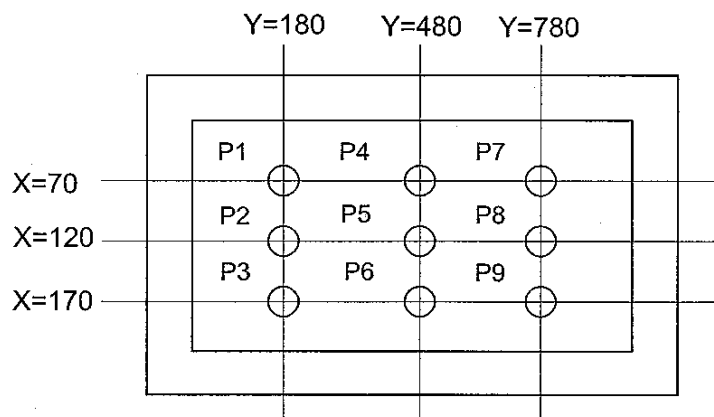 Y=180 Y=480 Y=780
P1 P4 P7
X=70
P2 P5 P8
X=120
P3 P6 P9
X=170